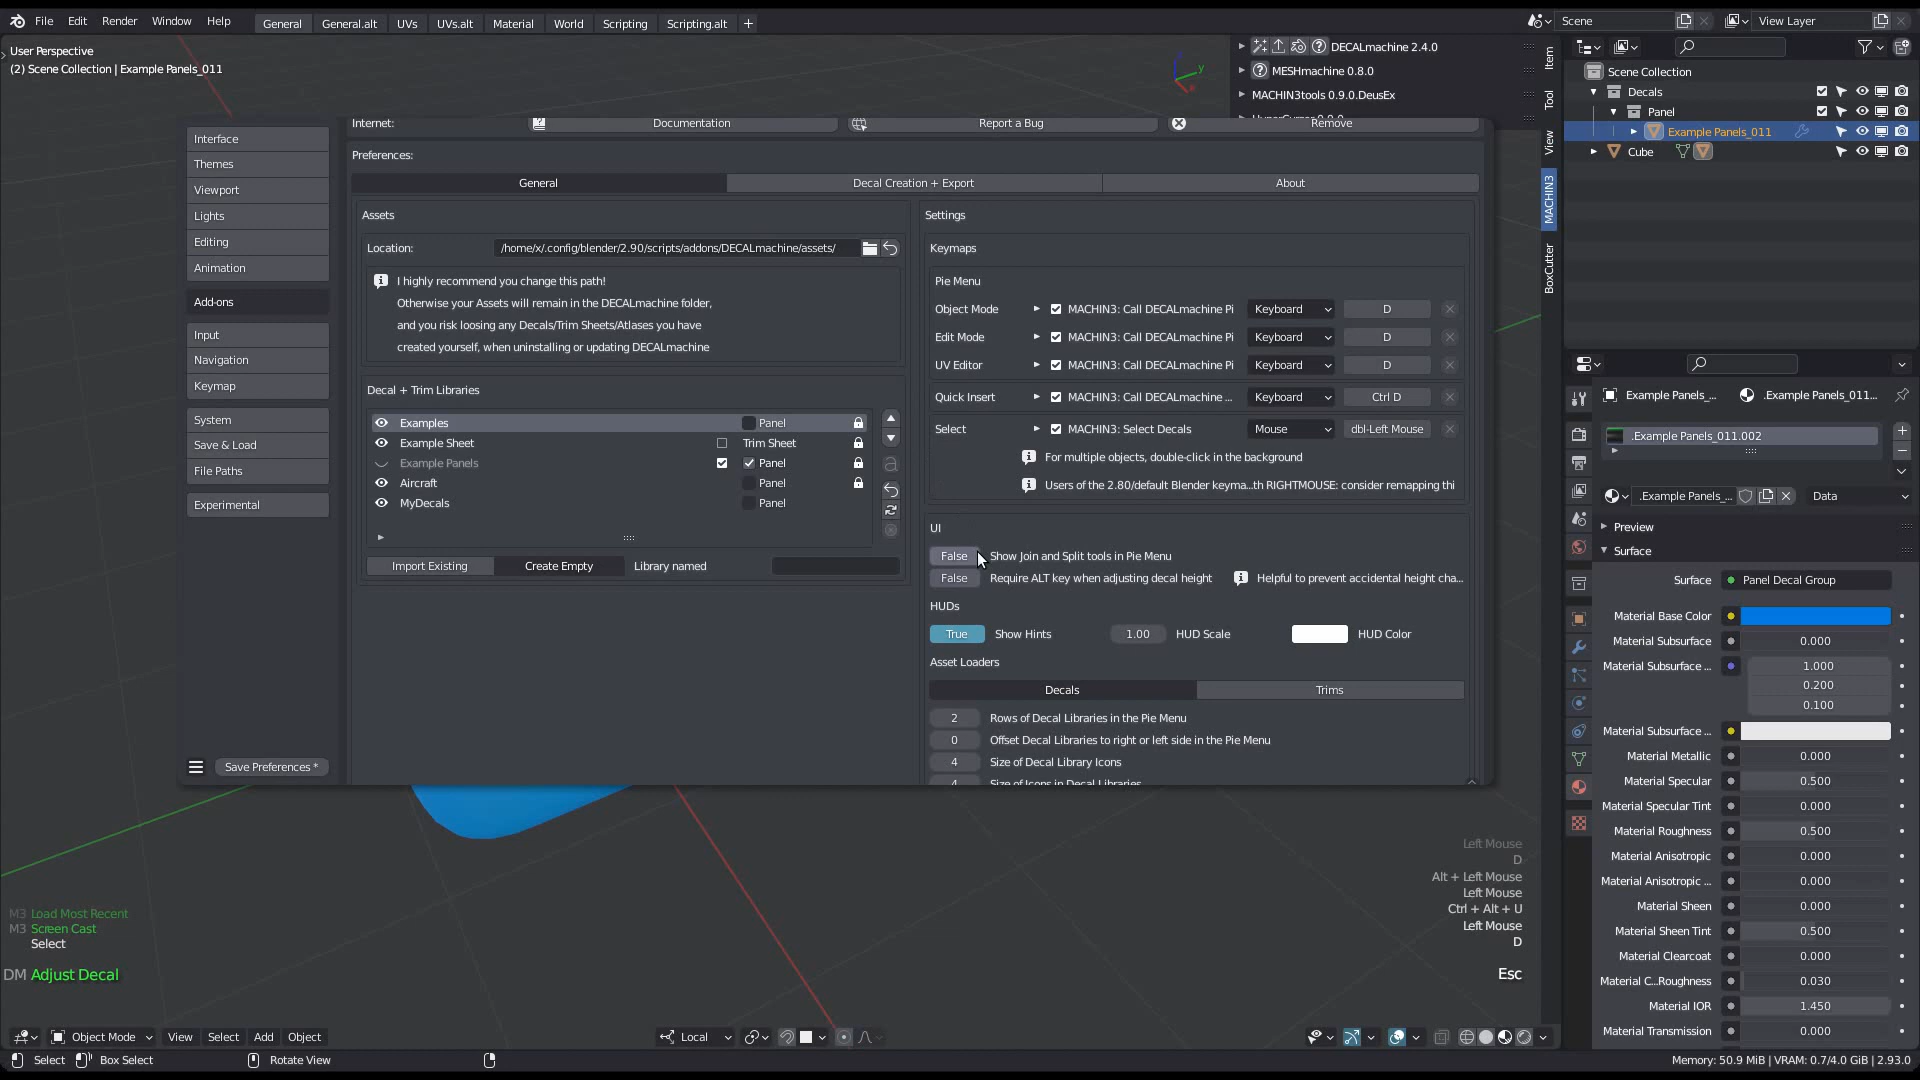 File Edit Render Window Help General General.alt UVs UVs.alt Material World Scripting Scripting.alt + Scene View Layer
User Perspective
(2) Scene Collection | Example Panels_011
DECALmachine 2.4.0
MESHmachine 0.8.0
MACHIN3tools 0.9.0.DeusEx
Item
Tool
View
MACHIN3
BoxCutter
Scene Collection
Decals
Panel
Example Panels_011
Cube
Interface
Themes
Viewport
Lights
Editing
Animation
Add-ons
Input
Navigation
Keymap
System
Save & Load
File Paths
Experimental
Save Preferences *
Internet: Documentation Report a Bug Remove
Preferences:
General Decal Creation + Export About
Assets
Location: /home/x/.config/blender/2.90/scripts/addons/DECALmachine/assets/
I highly recommend you change this path!
Otherwise your Assets will remain in the DECALmachine folder,
and you risk loosing any Decals/Trim Sheets/Atlases you have
created yourself, when uninstalling or updating DECALmachine
Decal + Trim Libraries
Examples Panel
Example Sheet Trim Sheet
Example Panels Panel
Aircraft Panel
MyDecals Panel
Import Existing Create Empty Library named
Settings
Keymaps
Pie Menu
Object Mode MACHIN3: Call DECALmachine Pi Keyboard D
Edit Mode MACHIN3: Call DECALmachine Pi Keyboard D
UV Editor MACHIN3: Call DECALmachine Pi Keyboard D
Quick Insert MACHIN3: Call DECALmachine ... Keyboard Ctrl D
Select MACHIN3: Select Decals Mouse dbl-Left Mouse
For multiple objects, double-click in the background
Users of the 2.80/default Blender keyma...th RIGHTMOUSE: consider remapping thi
UI
False Show Join and Split tools in Pie Menu
False Require ALT key when adjusting decal height Helpful to prevent accidental height cha...
HUDs
True Show Hints 1.00 HUD Scale HUD Color
Asset Loaders
Decals Trims
2 Rows of Decal Libraries in the Pie Menu
0 Offset Decal Libraries to right or left side in the Pie Menu
4 Size of Decal Library Icons
4 Size of Icons in Decal Libraries
Example Panels_... .Example Panels_011...
.Example Panels_011.002
.Example Panels_... Data
Preview
Surface
Surface Panel Decal Group
Material Base Color
Material Subsurface 0.000
Material Subsurface ... 1.000
0.200
0.100
Material Subsurface ...
Material Metallic 0.000
Material Specular 0.500
Material Specular Tint 0.000
Material Roughness 0.500
Material Anisotropic 0.000
Material Anisotropic ... 0.000
Material Sheen 0.000
Material Sheen Tint 0.500
Material Clearcoat 0.000
Material C...Roughness 0.030
Material IOR 1.450
Material Transmission 0.000
M3 Load Most Recent
M3 Screen Cast
Select
DM Adjust Decal
Left Mouse
D
Alt + Left Mouse
Left Mouse
Ctrl + Alt + U
Left Mouse
D
Esc
Object Mode View Select Add Object Local
Select Box Select Rotate View Memory: 50.9 MiB | VRAM: 0.7/4.0 GiB | 2.93.0